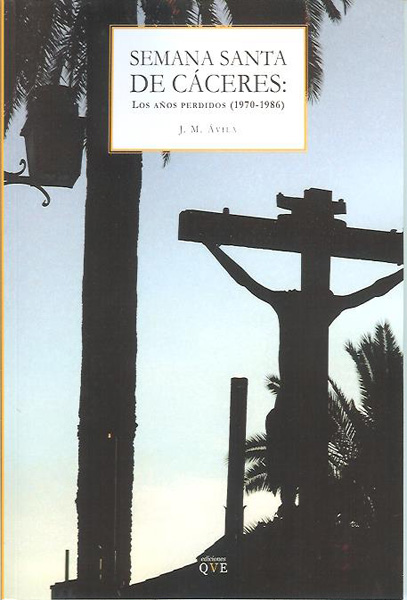 SEMANA SANTA
DE CÁCERES:
LOS AÑOS PERDIDOS (1970-1986)
J. M. ÁVILA
ediciones
QVE